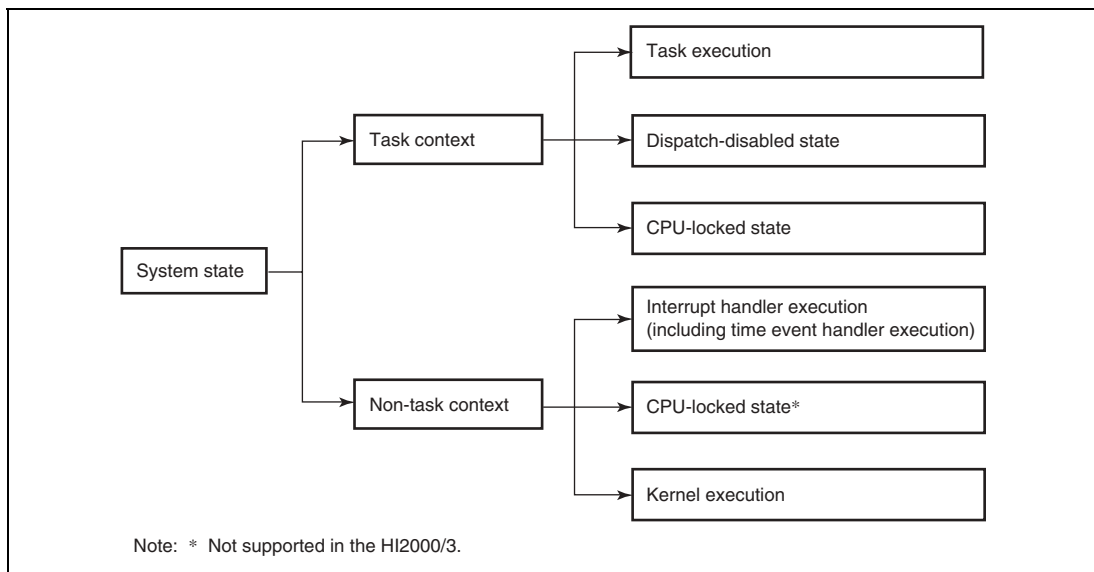 System state
Task context
Task execution
Dispatch-disabled state
CPU-locked state
Non-task context
Interrupt handler execution
(including time event handler execution)
CPU-locked state*
Kernel execution
Note: * Not supported in the HI2000/3.